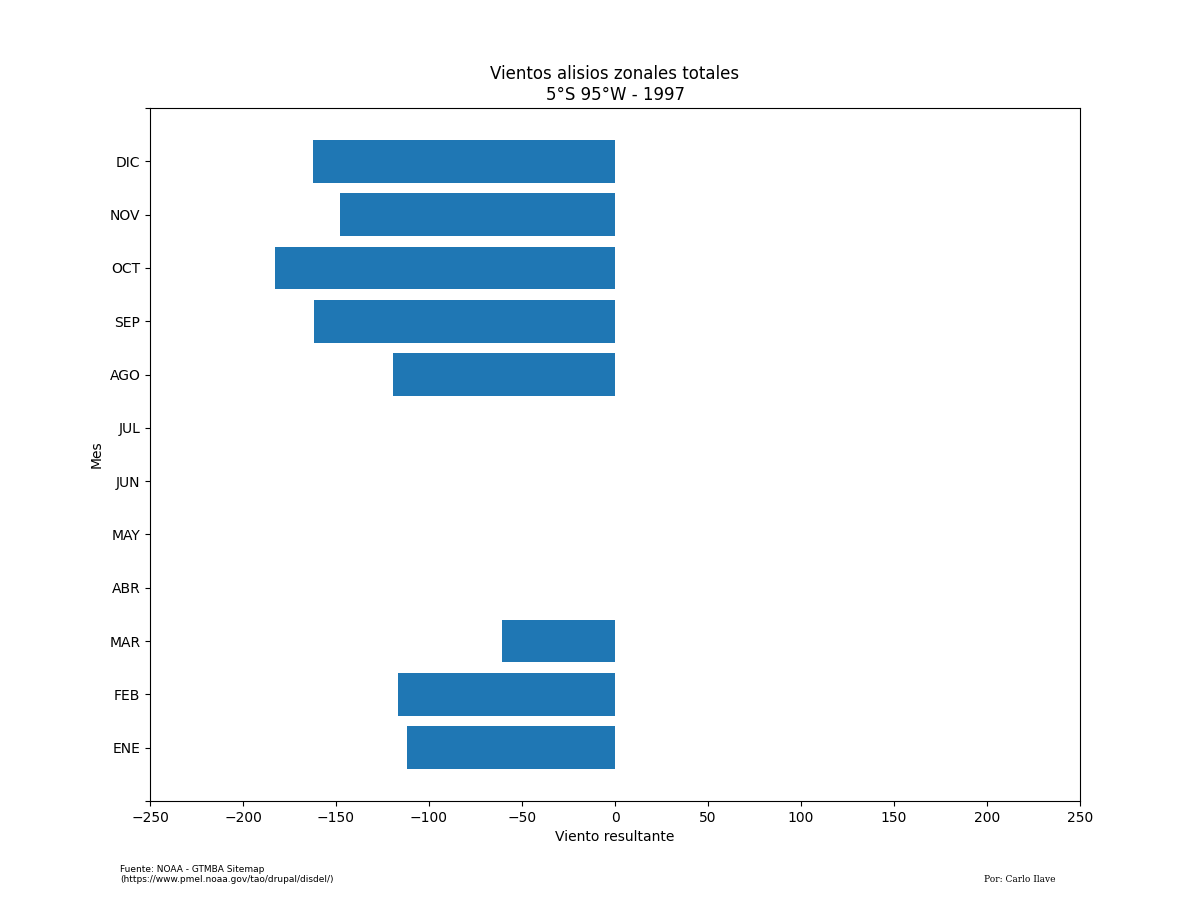 Vientos alisios zonales totales
5°S 95°W - 1997
DIC
NOV
OCT
SEP
AGO
JUL
JUN
MAY
ABR
MAR
FEB
ENE
Mes
−250 −200 −150 −100 −50 0 50 100 150 200 250
Viento resultante
Fuente: NOAA - GTMBA Sitemap
(https://www.pmel.noaa.gov/tao/drupal/disdel/)
Por: Carlo Ilave